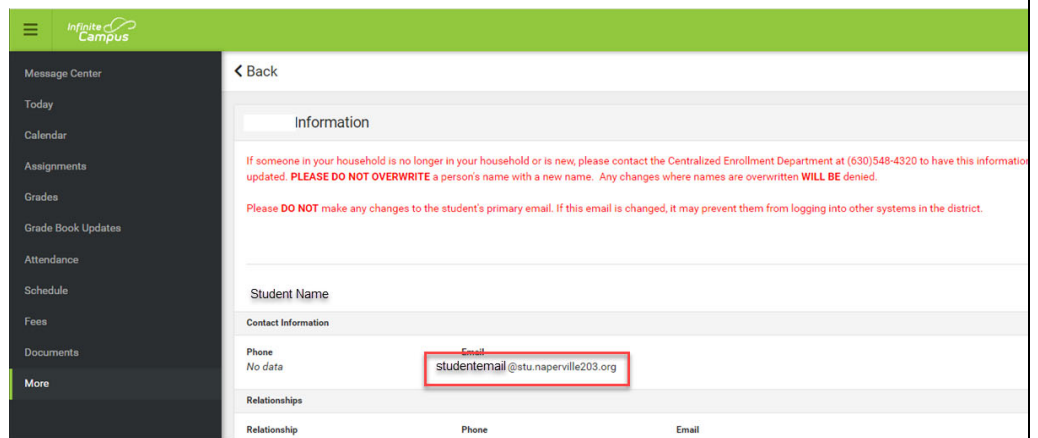 Infinite
Campus
Message Center
Today
Calendar
Assignments
Grades
Grade Book Updates
Attendance
Schedule
Fees
Documents
More
Back
Information
If someone in your household is no longer in your household or is new, please contact the Centralized Enrollment Department at (630)548-4320 to have this information
updated. PLEASE DO NOT OVERWRITE a person's name with a new name. Any changes where names are overwritten WILL BE denied.
Please DO NOT make any changes to the student's primary email. If this email is changed, it may prevent them from logging into other systems in the district.
Student Name
Contact Information
Phone Email
No data studentemail@stu.naperville203.org
Relationships
Relationship Phone Email